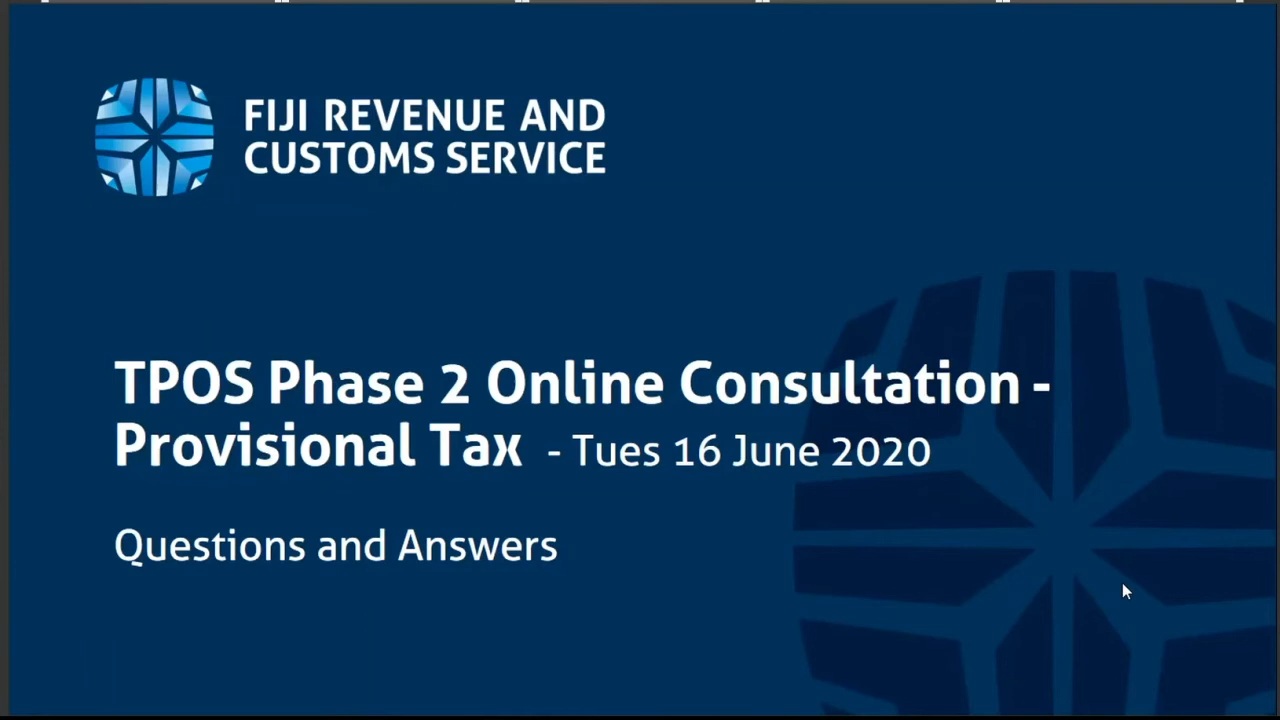 FIJI REVENUE AND
CUSTOMS SERVICE
TPOS Phase 2 Online Consultation -
Provisional Tax - Tues 16 June 2020
Questions and Answers